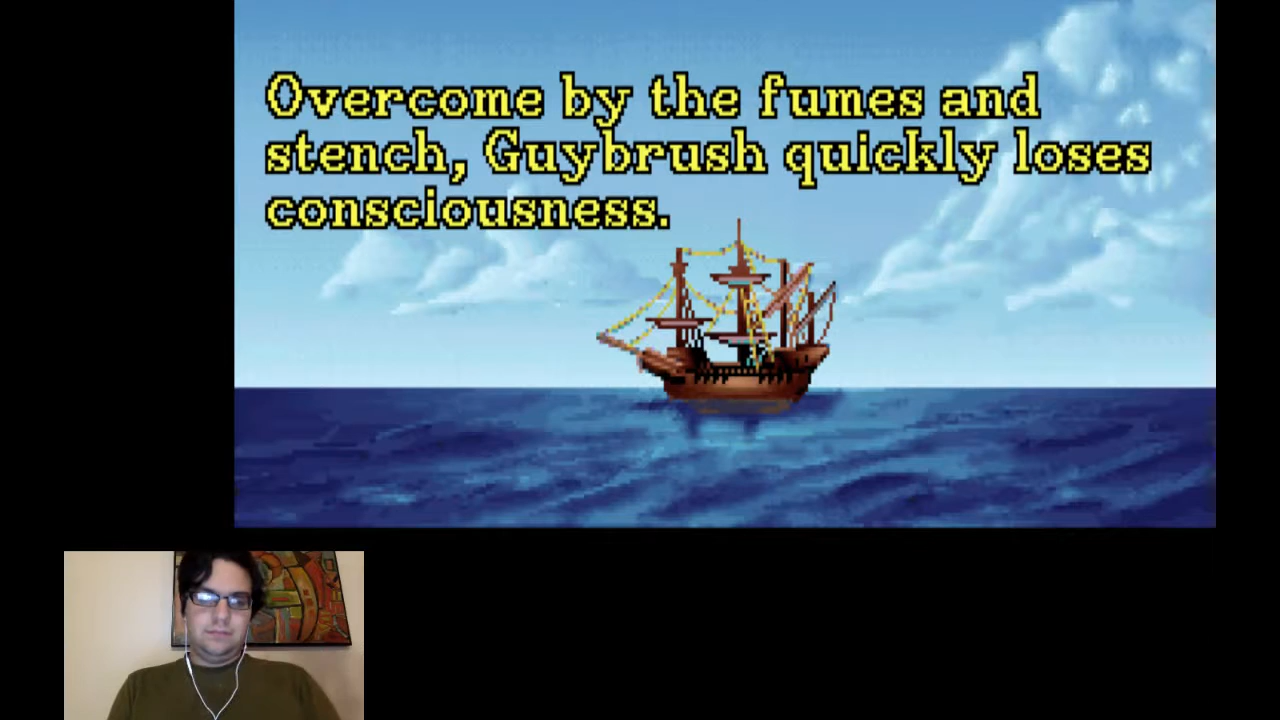 Overcome by the fumes and
stench, Guybrush quickly loses
consciousness.